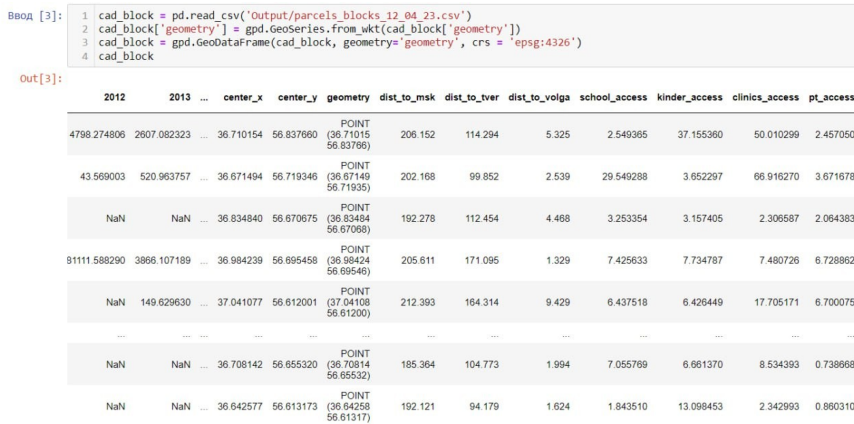 Ввод [3]:
1 cad_block = pd.read_csv('Output/parcels_blocks_12_04_23.csv')
2 cad_block['geometry'] = gpd.GeoSeries.from_wkt(cad_block['geometry'])
3 cad_block = gpd.GeoDataFrame(cad_block, geometry='geometry', crs = 'epsg:4326')
4 cad_block
Out[3]:
2012 2013 ... center_x center_y geometry dist_to_msk dist_to_tver dist_to_volga school_access kinder_access clinics_access pt_access
4798.274806 2607.082323 ... 36.710154 56.837660 POINT (36.71015 56.83766) 206.152 114.294 5.325 2.549365 37.155360 50.010299 2.457050
43.569003 520.963757 ... 36.671494 56.719346 POINT (36.67149 56.71935) 202.168 99.852 2.539 29.549288 3.652297 66.916270 3.671678
NaN NaN ... 36.834840 56.670675 POINT (36.83484 56.67068) 192.278 112.454 4.468 3.253354 3.157405 2.306587 2.064383
81111.588290 3866.107189 ... 36.984239 56.695458 POINT (36.98424 56.69546) 205.611 171.095 1.329 7.425633 7.734787 7.480726 6.728862
NaN 149.629630 ... 37.041077 56.612001 POINT (37.04108 56.61200) 212.393 164.314 9.429 6.437518 6.426449 17.705171 6.700075
... ... ... ... ... ... ... ... ... ... ... ... ...
NaN NaN ... 36.708142 56.655320 POINT (36.70814 56.65532) 185.364 104.773 1.994 7.055769 6.661370 8.534393 0.738668
NaN NaN ... 36.642577 56.613173 POINT (36.64258 56.61317) 192.121 94.179 1.624 1.843510 13.098453 2.342993 0.860310